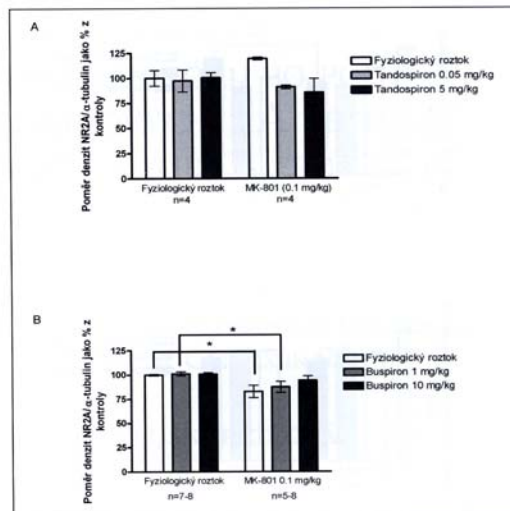 A
Poměr denzit NR2A/α-tubulin jako % z
kontroly
125
100
75
50
25
0
Fyziologický roztok
n=4
MK-801 (0.1 mg/kg)
n=4
Fyziologický roztok
Tandospiron 0.05 mg/kg
Tandospiron 5 mg/kg
B
Poměr denzit NR2A/α-tubulin jako % z
kontroly
125
100
75
50
25
0
*
*
Fyziologický roztok
n=7-8
MK-801 0.1 mg/kg
n=5-8
Fyziologický roztok
Buspiron 1 mg/kg
Buspiron 10 mg/kg